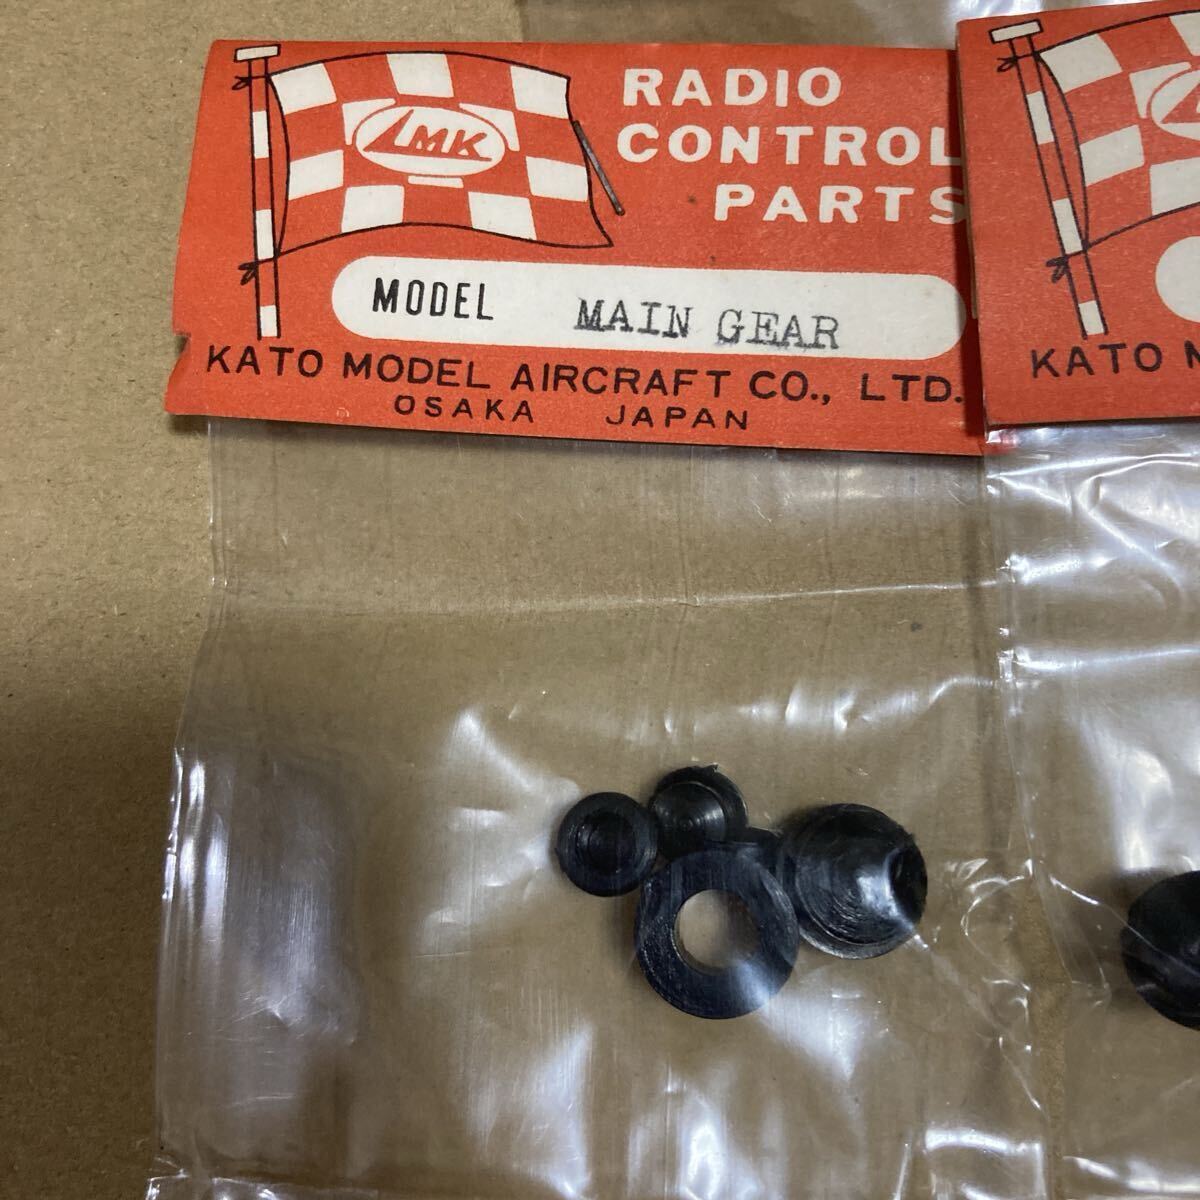 LMK
RADIO
CONTROL
PARTS
MODEL MAIN GEAR
KATO MODEL AIRCRAFT CO., LTD.
OSAKA JAPAN
KATO